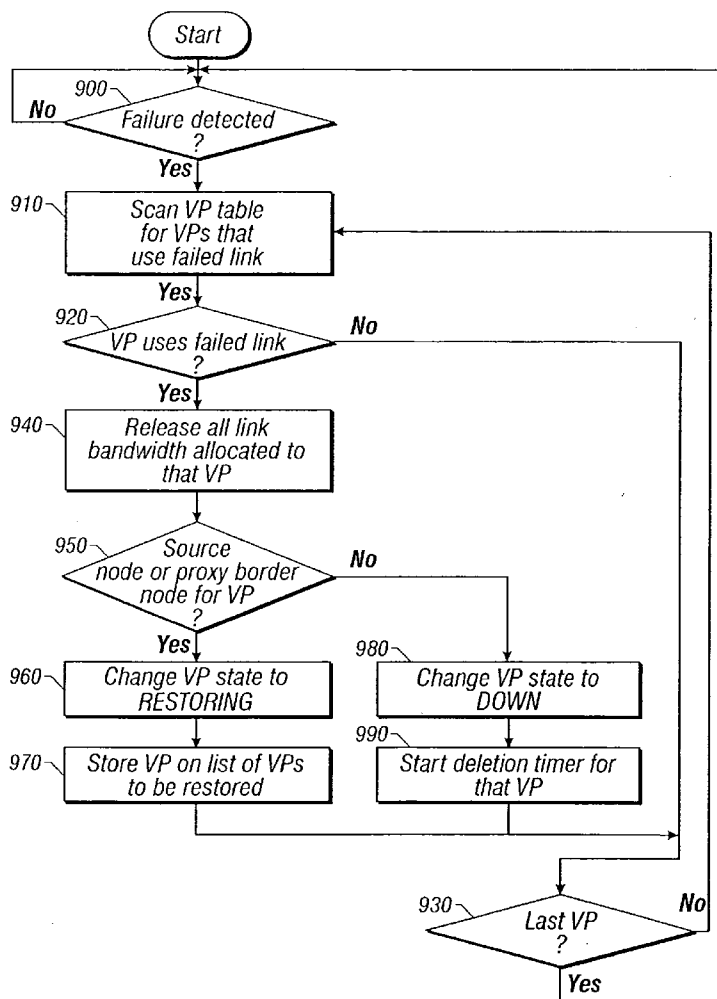 Start
900
No
Failure detected
?
Yes
910
Scan VP table
for VPs that
use failed link
Yes
920
No
VP uses failed link
?
Yes
940
Release all link
bandwidth allocated to
that VP
950
Source
node or proxy border
node for VP
?
No
Yes
960
Change VP state to
RESTORING
980
Change VP state to
DOWN
970
Store VP on list of VPs
to be restored
990
Start deletion timer for
that VP
930
Last VP
?
No
Yes